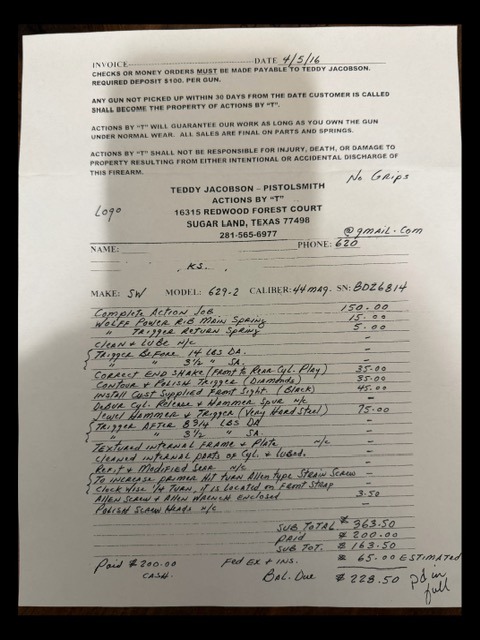 INVOICE DATE 4/5/16
CHECKS OR MONEY ORDERS MUST BE MADE PAYABLE TO TEDDY JACOBSON.
REQUIRED DEPOSIT $100. PER GUN.
ANY GUN NOT PICKED UP WITHIN 30 DAYS FROM THE DATE CUSTOMER IS CALLED
SHALL BECOME THE PROPERTY OF ACTIONS BY "T".
ACTIONS BY "T" WILL GUARANTEE OUR WORK AS LONG AS YOU OWN THE GUN
UNDER NORMAL WEAR. ALL SALES ARE FINAL ON PARTS AND SPRINGS.
ACTIONS BY "T" SHALL NOT BE RESPONSIBLE FOR INJURY, DEATH, OR DAMAGE TO
PROPERTY RESULTING FROM EITHER INTENTIONAL OR ACCIDENTAL DISCHARGE OF
THIS FIREARM.
No Grips
TEDDY JACOBSON – PISTOLSMITH
ACTIONS BY "T"
Logo 16315 REDWOOD FOREST COURT
SUGAR LAND, TEXAS 77498
281-565-6977
@gmail.com
NAME: PHONE: 620
KS.
MAKE: SW MODEL: 629-2 CALIBER: 44 mag. SN: BDZ6814
Complete Action Job 150.00
Wolff Power Rib Main Spring 15.00
" Trigger Return Spring 5.00
Clean & Lube n/c –
Trigger Before 14 LBS DA. –
" " 3½ " SA. –
Correct End Shake (Front to Rear Cyl. Play) 35.00
Contour & Polish Trigger (Diamonds) 35.00
Install Cust Supplied Front Sight. (Black) 45.00
Debur Cyl. Release & Hammer Spur n/c –
Jewel Hammer & Trigger (Very Hard Steel) 75.00
Trigger After 8 3/4 LBS DA –
" " 3½ " SA. –
Textured Internal Frame & Plate n/c –
Cleaned internal parts of Cyl. & Lubed. –
Refit & Modified Sear n/c –
To increase primer Hit turn Allen type Strain Screw –
Clock Wise 1/4 Turn, it is Located on Front Strap
Allen Screw & Allen Wrench Enclosed 3.50
Polish Screw Heads n/c –
SUB TOTAL $ 363.50
Paid $ 200.00
SUB TOT. $ 163.50
Paid $200.00 Fed Ex & Ins. $ 65.00 ESTIMATED
CASH. Bal. Due $ 228.50 pd in full